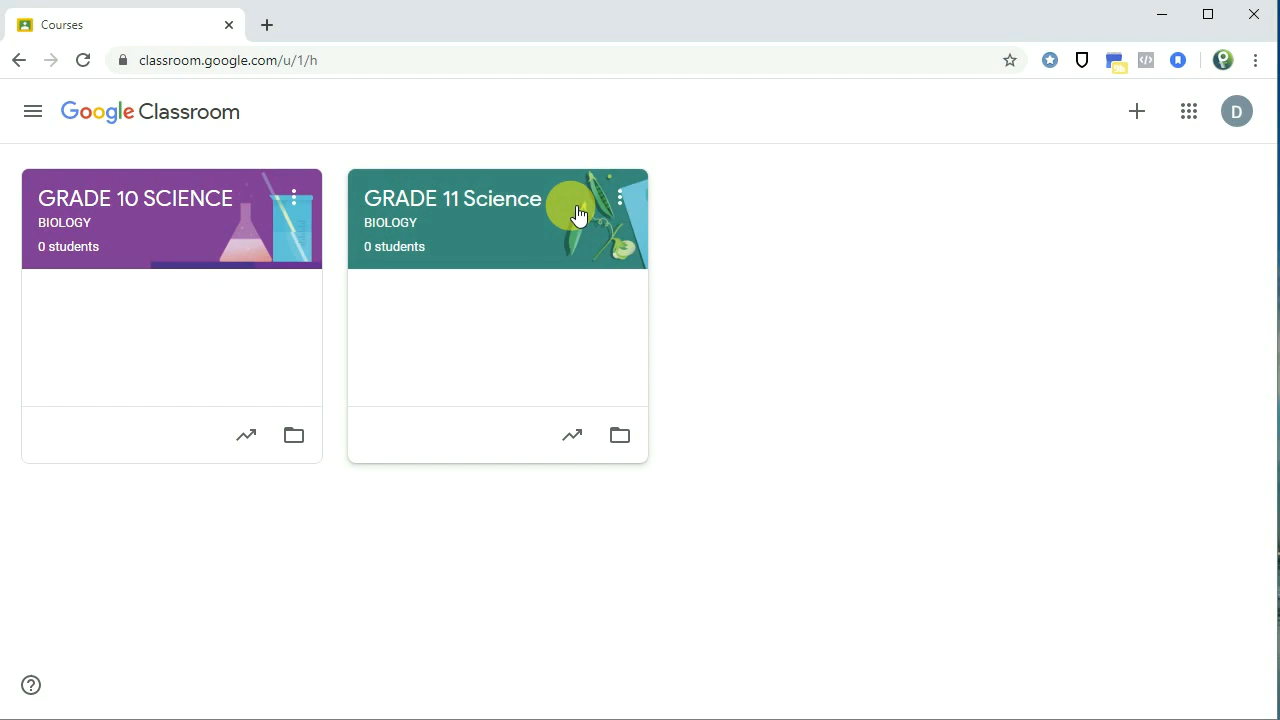 Courses
classroom.google.com/u/1/h
Google Classroom
D
GRADE 10 SCIENCE
BIOLOGY
0 students
GRADE 11 Science
BIOLOGY
0 students